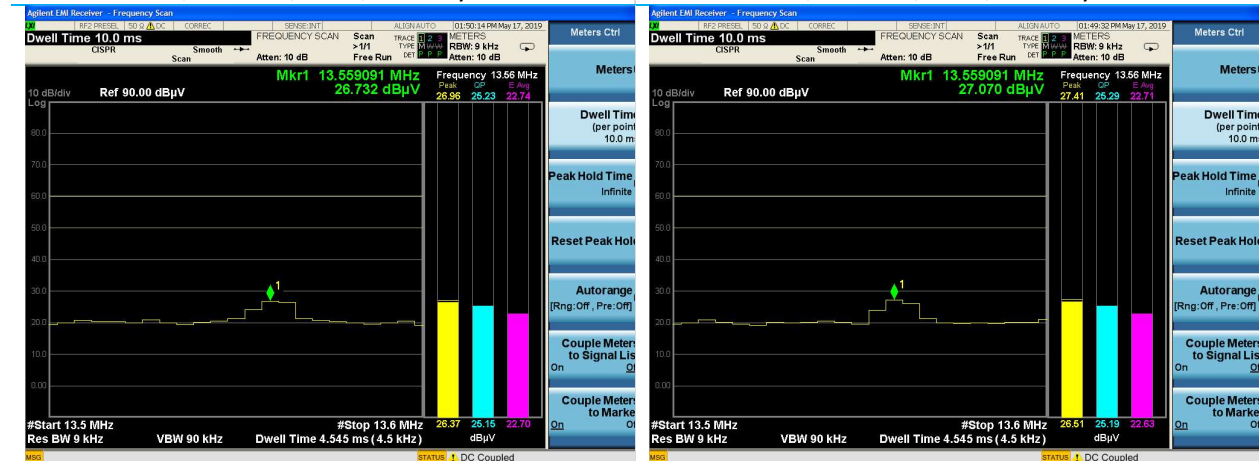 Agilent EMI Receiver - Frequency Scan
RF2 PRESEL 50 Ω DC CORREC SENSE:INT ALIGN AUTO 01:50:14 PM May 17, 2019
Dwell Time 10.0 ms FREQUENCY SCAN Scan TRACE 1 2 3 METERS
CISPR Smooth >1/1 TYPE M W W RBW: 9 kHz
Scan Atten: 10 dB Free Run DET P P P Atten: 10 dB
Mkr1 13.559091 MHz Frequency 13.56 MHz
26.732 dBµV Peak QP E Avg
10 dB/div Ref 90.00 dBµV 26.96 25.23 22.74
Log
80.0
70.0
60.0
50.0
40.0
30.0
20.0
10.0
0.00
1
#Start 13.5 MHz #Stop 13.6 MHz 26.37 25.15 22.70
Res BW 9 kHz VBW 90 kHz Dwell Time 4.545 ms (4.5 kHz) dBµV
MSG STATUS DC Coupled
Meters Ctrl
Meters
Dwell Time
(per point
10.0 m
Peak Hold Time
Infinite
Reset Peak Hol
Autorange
[Rng:Off , Pre:Off]
Couple Meters
to Signal Lis
On O
Couple Meters
to Marke
On O
Agilent EMI Receiver - Frequency Scan
RF2 PRESEL 50 Ω DC CORREC SENSE:INT ALIGN AUTO 01:49:32 PM May 17, 2019
Dwell Time 10.0 ms FREQUENCY SCAN Scan TRACE 1 2 3 METERS
CISPR Smooth >1/1 TYPE M W W RBW: 9 kHz
Scan Atten: 10 dB Free Run DET P P P Atten: 10 dB
Mkr1 13.559091 MHz Frequency 13.56 MHz
27.070 dBµV Peak QP E Avg
10 dB/div Ref 90.00 dBµV 27.41 25.29 22.71
Log
80.0
70.0
60.0
50.0
40.0
30.0
20.0
10.0
0.00
1
#Start 13.5 MHz #Stop 13.6 MHz 26.51 25.19 22.63
Res BW 9 kHz VBW 90 kHz Dwell Time 4.545 ms (4.5 kHz) dBµV
MSG STATUS DC Coupled
Meters Ctrl
Meters
Dwell Time
(per point
10.0 m
Peak Hold Time
Infinite
Reset Peak Hol
Autorange
[Rng:Off , Pre:Off]
Couple Meters
to Signal Lis
On O
Couple Meters
to Marke
On O